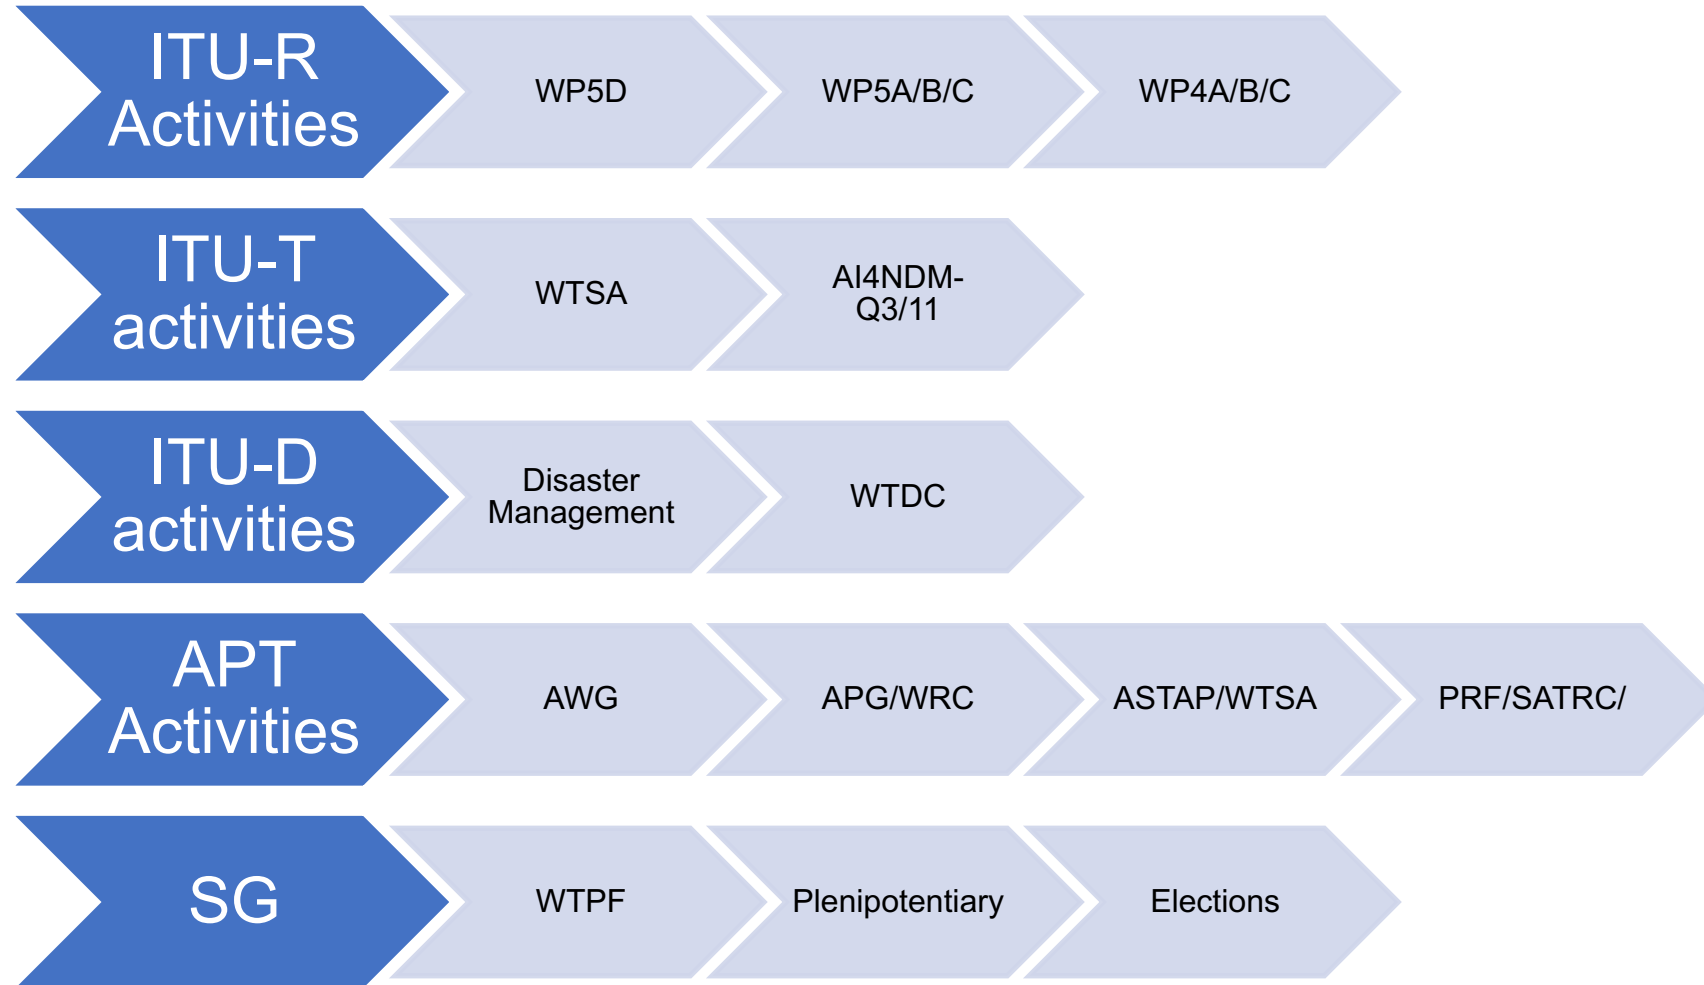 ITU-R
Activities
WP5D
WP5A/B/C
WP4A/B/C
ITU-T
activities
WTSA
AI4NDM-
Q3/11
ITU-D
activities
Disaster
Management
WTDC
APT
Activities
AWG
APG/WRC
ASTAP/WTSA
PRF/SATRC/
SG
WTPF
Plenipotentiary
Elections